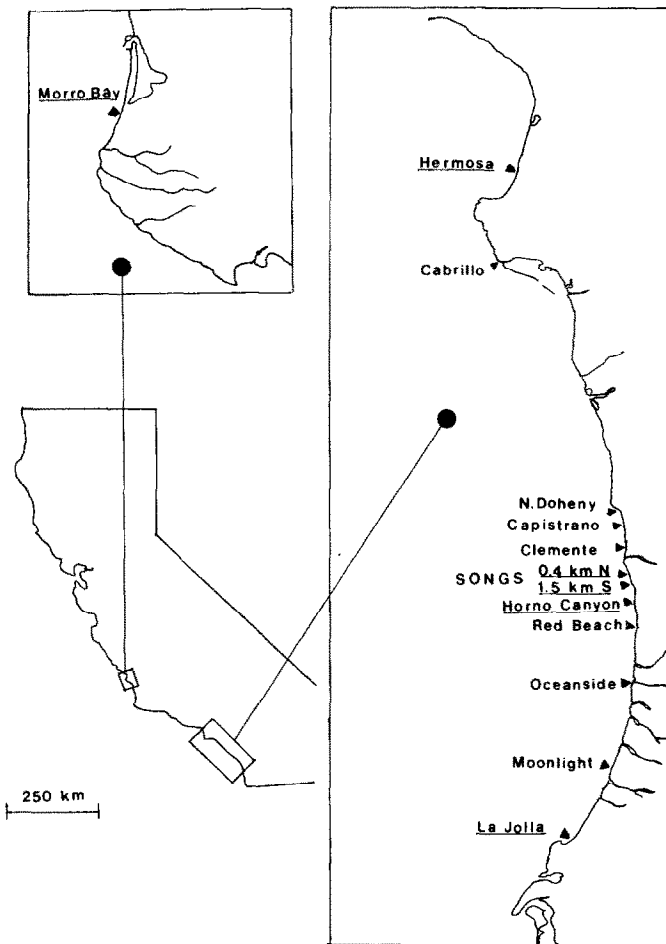 Morro Bay
Hermosa
Cabrillo
N.Doheny
Capistrano
Clemente
SONGS 0.4 km N
1.5 km S
Horno Canyon
Red Beach
Oceanside
Moonlight
La Jolla
250 km